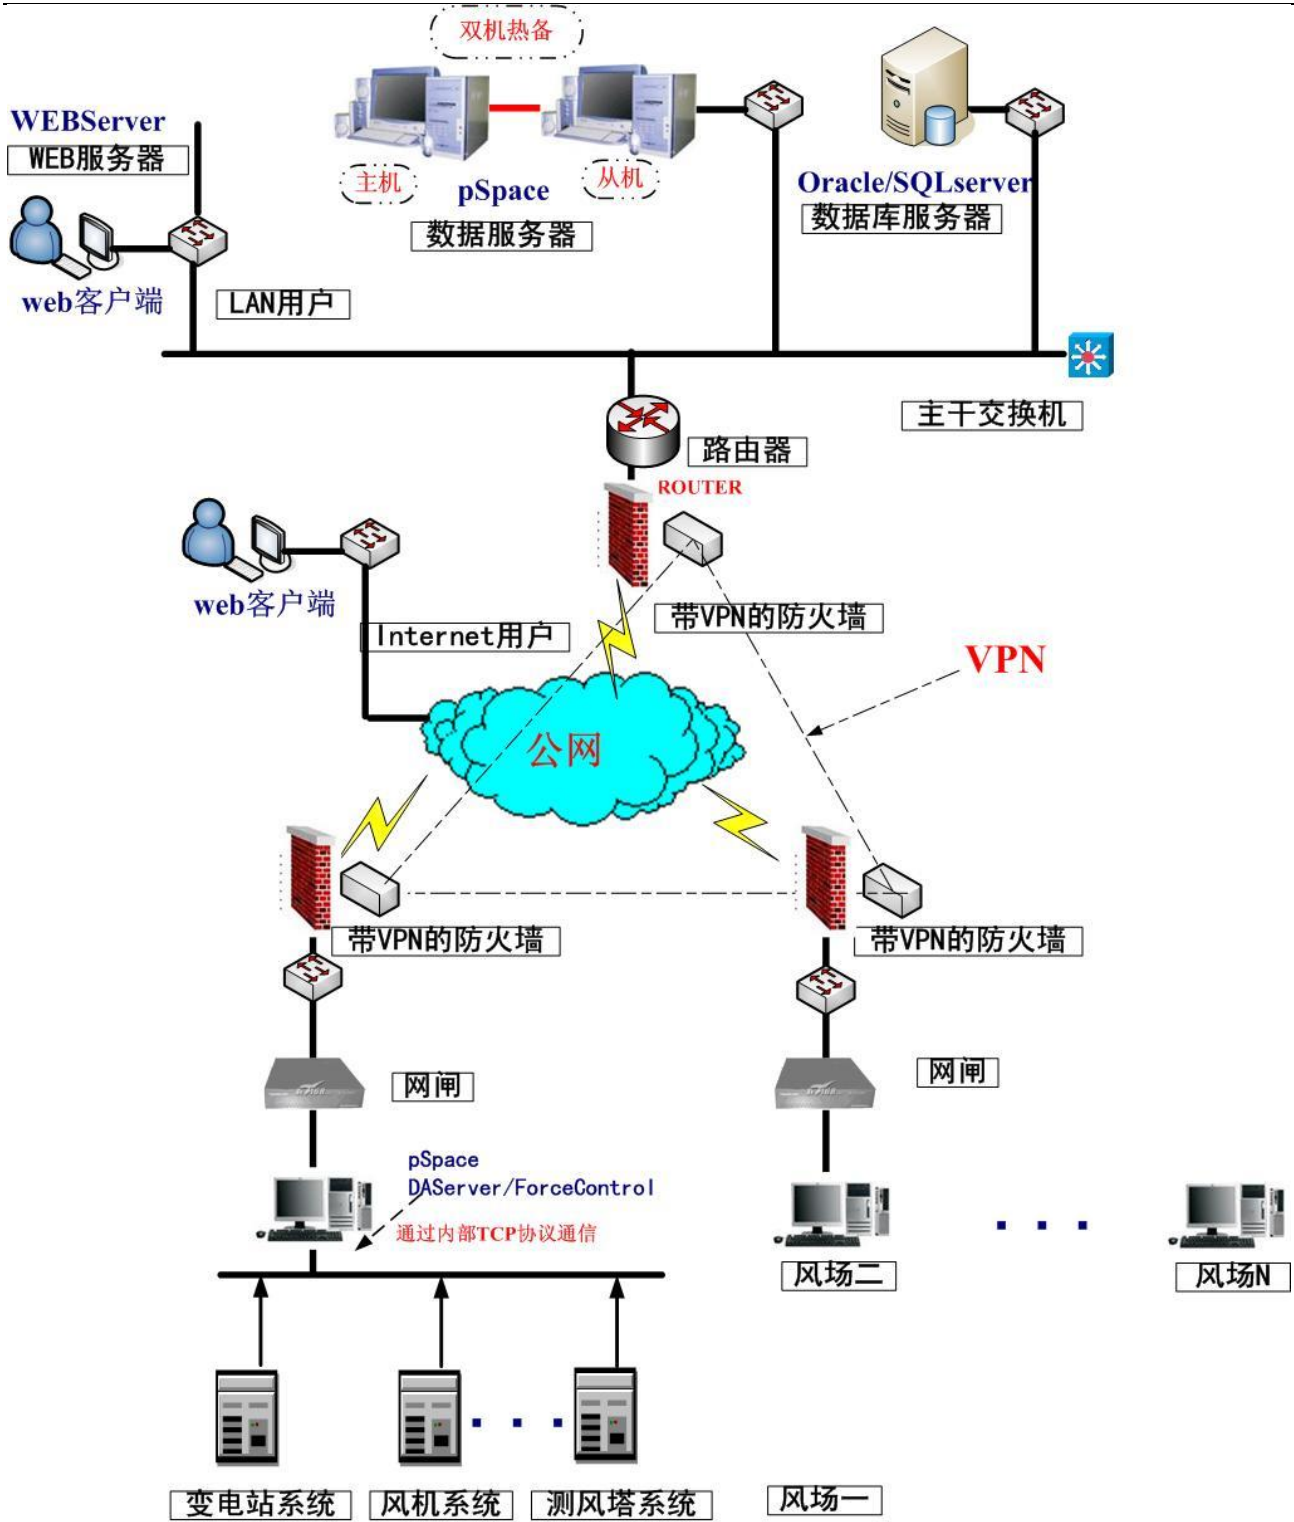 双机热备
WEBServer
WEB服务器
主机
从机
pSpace
数据服务器
Oracle/SQLserver
数据库服务器
web客户端
LAN用户
主干交换机
路由器
ROUTER
web客户端
Internet用户
带VPN的防火墙
VPN
公网
带VPN的防火墙
带VPN的防火墙
网闸
网闸
pSpace
DAServer/ForceControl
通过内部TCP协议通信
风场二
风场N
变电站系统
风机系统
测风塔系统
风场一